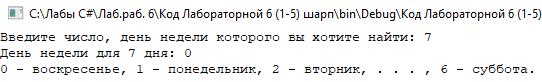 C:\Лабы C#\Лаб.раб. 6\Код Лабораторной 6 (1-5) шарп\bin\Debug\Код Лабораторной 6 (1-5)
Введите число, день недели которого вы хотите найти: 7
День недели для 7 дня: 0
0 - воскресенье, 1 - понедельник, 2 - вторник, . . . , 6 - суббота.